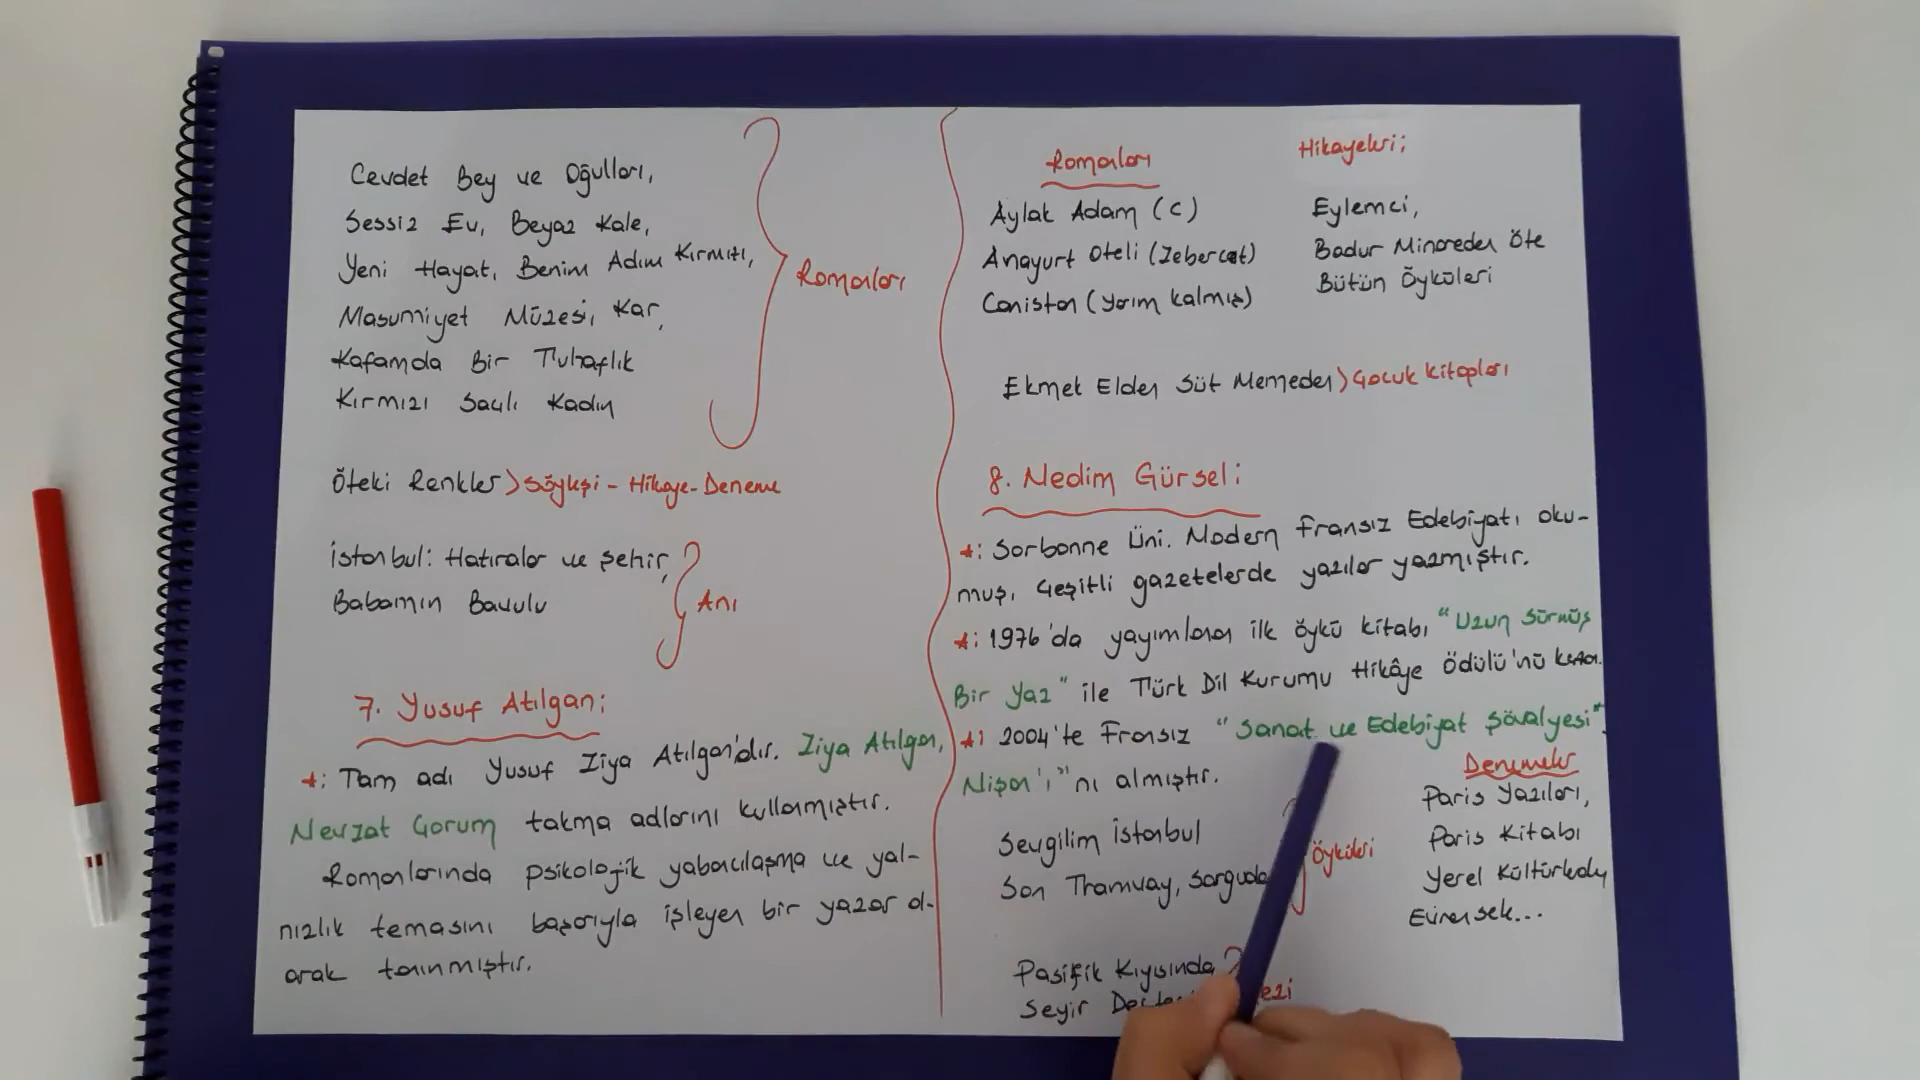 Cevdet Bey ve Oğulları,
Sessiz Ev, Beyaz Kale,
Yeni Hayat, Benim Adım Kırmızı,
Masumiyet Müzesi, Kar,
Kafamda Bir Tuhaflık
Kırmızı Saçlı Kadın
Romanları
Öteki Renkler > Söyleşi - Hikaye - Deneme
İstanbul: Hatıralar ve Şehir,
Babamın Bavulu
Anı
7. Yusuf Atılgan;
*: Tam adı Yusuf Ziya Atılgan'dır. Ziya Atılgan,
Nevzat Çorum takma adlarını kullanmıştır.
Romanlarında psikolojik yabancılaşma ve yal-
nızlık temasını başarıyla işleyen bir yazar ol-
arak tanınmıştır.
Romanları
Aylak Adam (C)
Anayurt Oteli (Zebercet)
Canistan (yarım kalmış)
Hikayeleri;
Eylemci,
Bodur Minareden Öte
Bütün Öyküleri
Ekmek Elden Süt Memeden > Çocuk Kitapları
8. Nedim Gürsel;
*: Sorbonne Üni. Modern Fransız Edebiyatı oku-
muş, çeşitli gazetelerde yazılar yazmıştır.
*: 1976'da yayımlanan ilk öykü kitabı "Uzun Sürmüş
Bir Yaz" ile Türk Dil Kurumu Hikâye Ödülü'nü
*: 2004'te Fransız "Sanat ve Edebiyat Şövalyesi"
Nişan'ı"nı almıştır.
Sevgilim İstanbul
Son Tramvay, Sorguda
Öyküleri
Denemeler
Paris Yazıları,
Paris Kitabı
Yerel Kültürleden
Evrensele...
Pasifik Kıyısında
Seyir